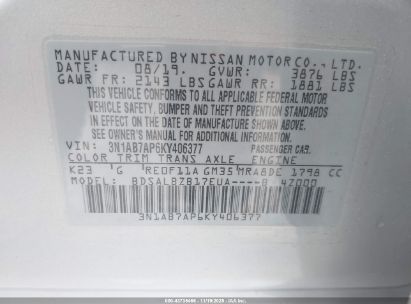 MANUFACTURED BY NISSAN MOTOR CO., LTD.
DATE: 08/19. GVWR: 3876 LBS
GAWR FR: 2143 LBS GAWR RR: 1881 LBS
THIS VEHICLE CONFORMS TO ALL APPLICABLE FEDERAL MOTOR
VEHICLE SAFETY, BUMPER AND THEFT PREVENTION STANDARDS
IN EFFECT ON THE DATE OF MANUFACTURE SHOWN ABOVE.
SEE OWNER'S MANUAL FOR ADDITIONAL INFORMATION
VIN: 3N1AB7AP6KY406377 PASSENGER CAR.
COLOR TRIM TRANS AXLE ENGINE
K23 G RE0F11A GM35 MRA8DE 1798 CC
MODEL: BDSALBZB17EUA----B 4Z000
3N1AB7AP6KY406377